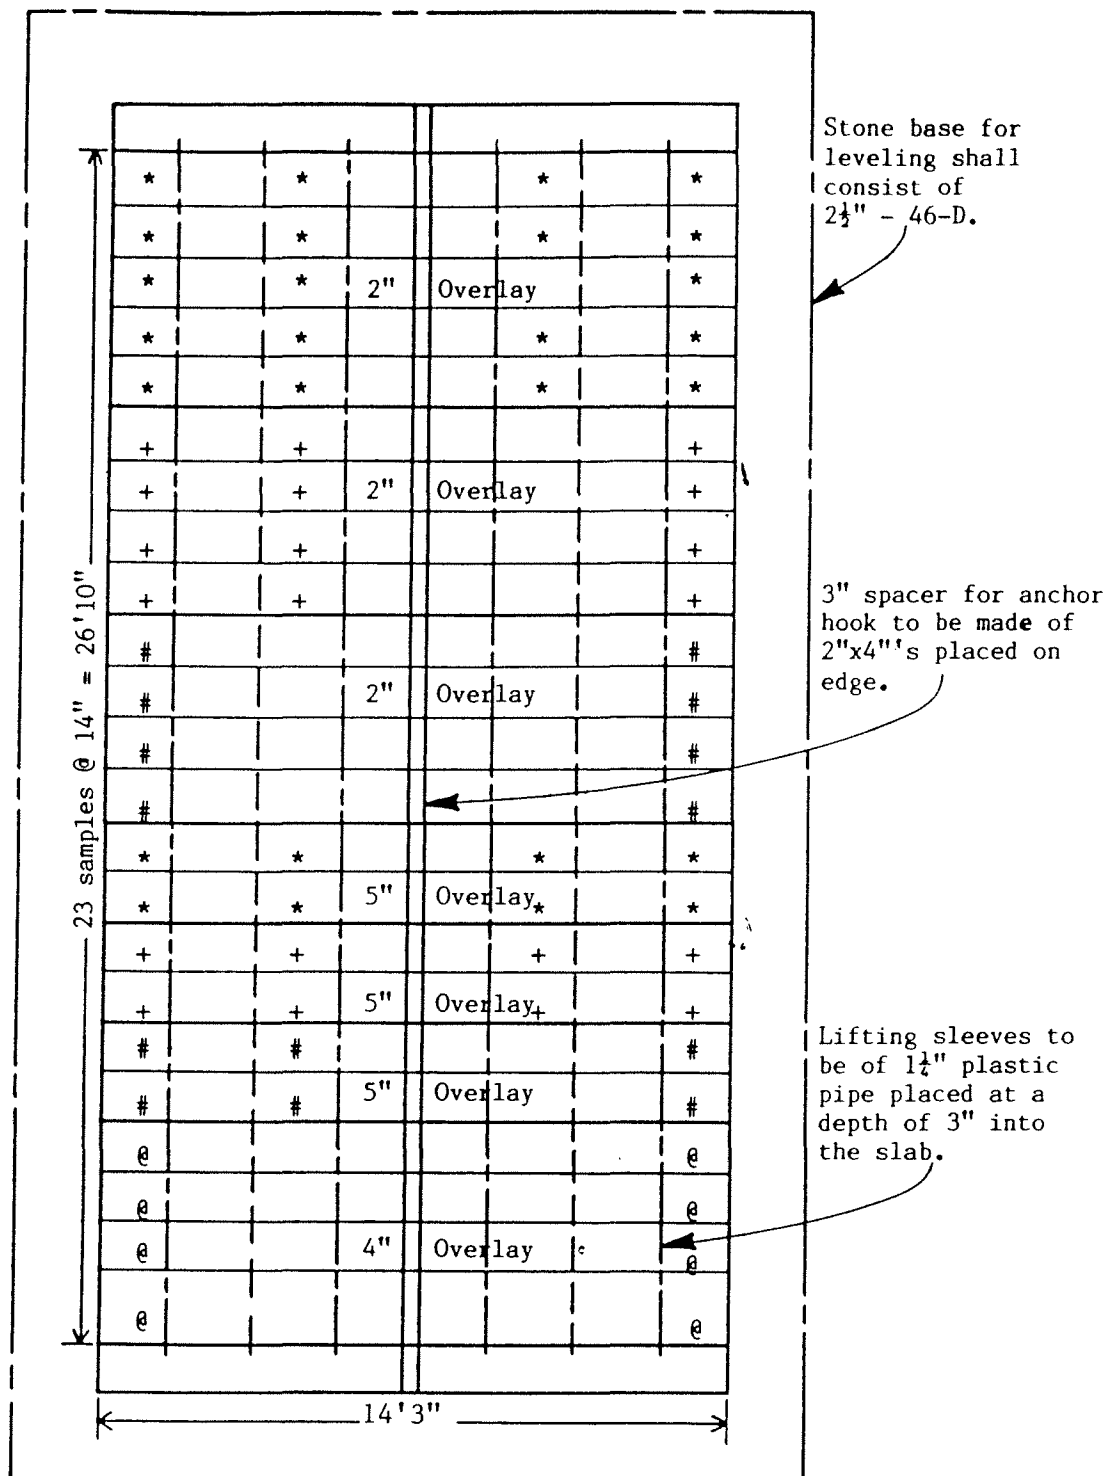 Stone base for
leveling shall
consist of
2½" - 46-D.
* * * *
* * * *
* * *
2" Overlay
* * * *
* * * *
+ + +
+ + 2" Overlay +
+ + +
+ + +
# #
# 2" Overlay #
# #
# #
* * * *
* * 5" Overlay * *
+ + + +
+ + 5" Overlay + +
# # #
# # 5" Overlay #
@ @
@ @
@ 4" Overlay @
@ @
23 samples @ 14" = 26'10"
14'3"
3" spacer for anchor
hook to be made of
2"x4"'s placed on
edge.
Lifting sleeves to
be of 1¼" plastic
pipe placed at a
depth of 3" into
the slab.